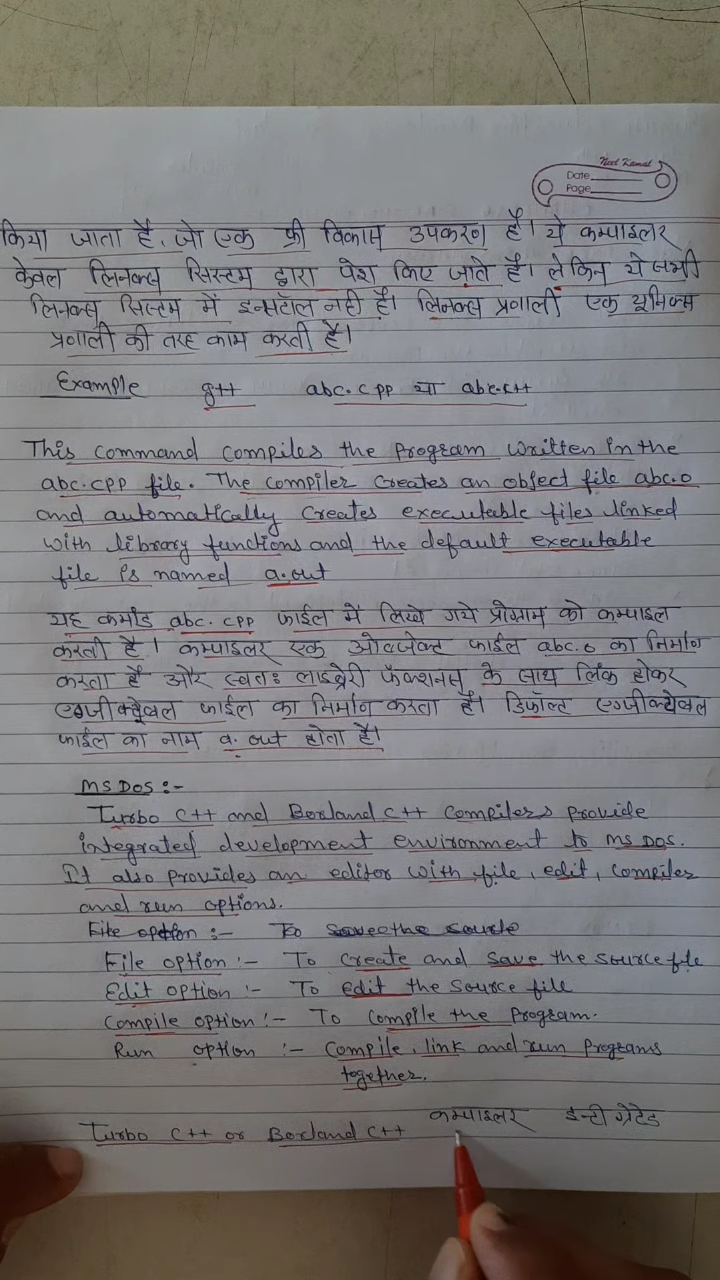 Neel Kamal
Date
Page
किया जाता है, जो एक फ्री विकास उपकरण है। ये कम्पाइलर
केवल लिनक्स सिस्टम द्वारा पेश किए जाते है। लेकिन ये सभी
लिनक्स सिस्टम में इन्सटॉल नही है। लिनक्स प्रणाली एक यूनिक्स
प्रणाली की तरह काम करती है।
Example g++ abc.cpp या abc.c++
This command compiles the program written in the
abc.cpp file. The compiler creates an object file abc.o
and automatically creates executable files linked
with library functions and the default executable
file is named a.out
यह कमांड abc.cpp फाईल में लिखे गये प्रोग्राम को कम्पाइल
करती है। कम्पाइलर एक ओवजेक्ट फाईल abc.o का निर्माण
करता है और स्वतः लाइब्रेरी फंक्शनस् के साथ लिंक होकर
एग्जीक्यूेवल फाईल का निर्माण करता है। डिफॉल्ट एग्जीक्येवल
फाईल का नाम a.out होता है।
MS DOS :-
Turbo C++ and Borland C++ compilers provide
integrated development environment to MS DOS.
It also provides an editor with file, edit, compiler
and run options.
File option :- To the source
File option :- To create and save the source file
Edit option :- To edit the source file
Compile option :- To compile the program.
Run option :- Compile, link and run programs
together.
Turbo C++ or Borland C++ कम्पाइलर इन्टीग्रेटेड